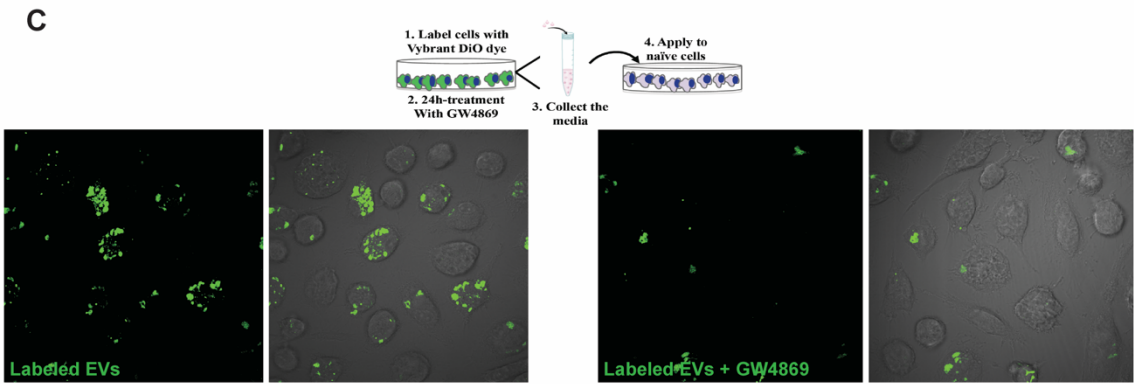 C
1. Label cells with
Vybrant DiO dye
2. 24h-treatment
With GW4869
3. Collect the
media
4. Apply to
naïve cells
Labeled EVs
Labeled EVs + GW4869